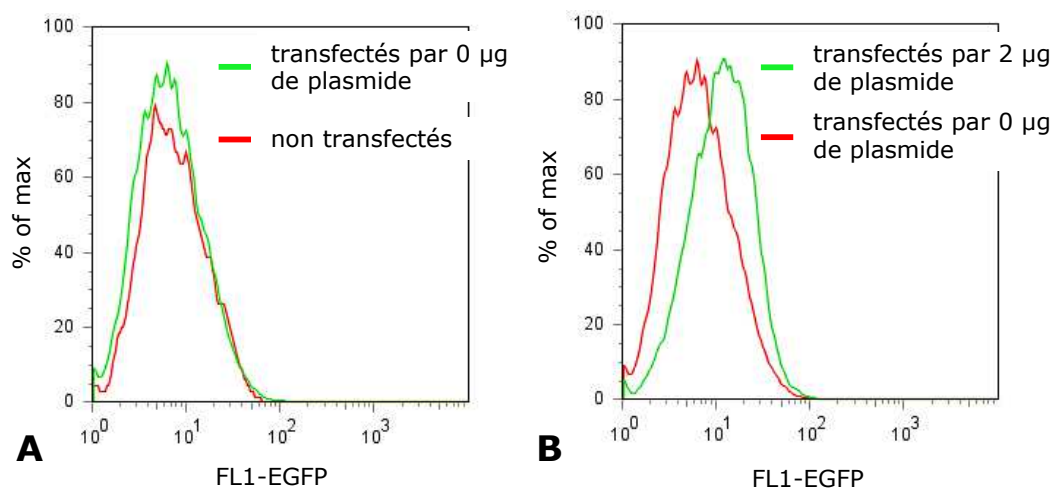 100
80
60
40
20
0
% of max
transfectés par 0 µg
de plasmide
non transfectés
10^0
10^1
10^2
10^3
FL1-EGFP
A
100
80
60
40
20
0
% of max
transfectés par 2 µg
de plasmide
transfectés par 0 µg
de plasmide
10^0
10^1
10^2
10^3
FL1-EGFP
B